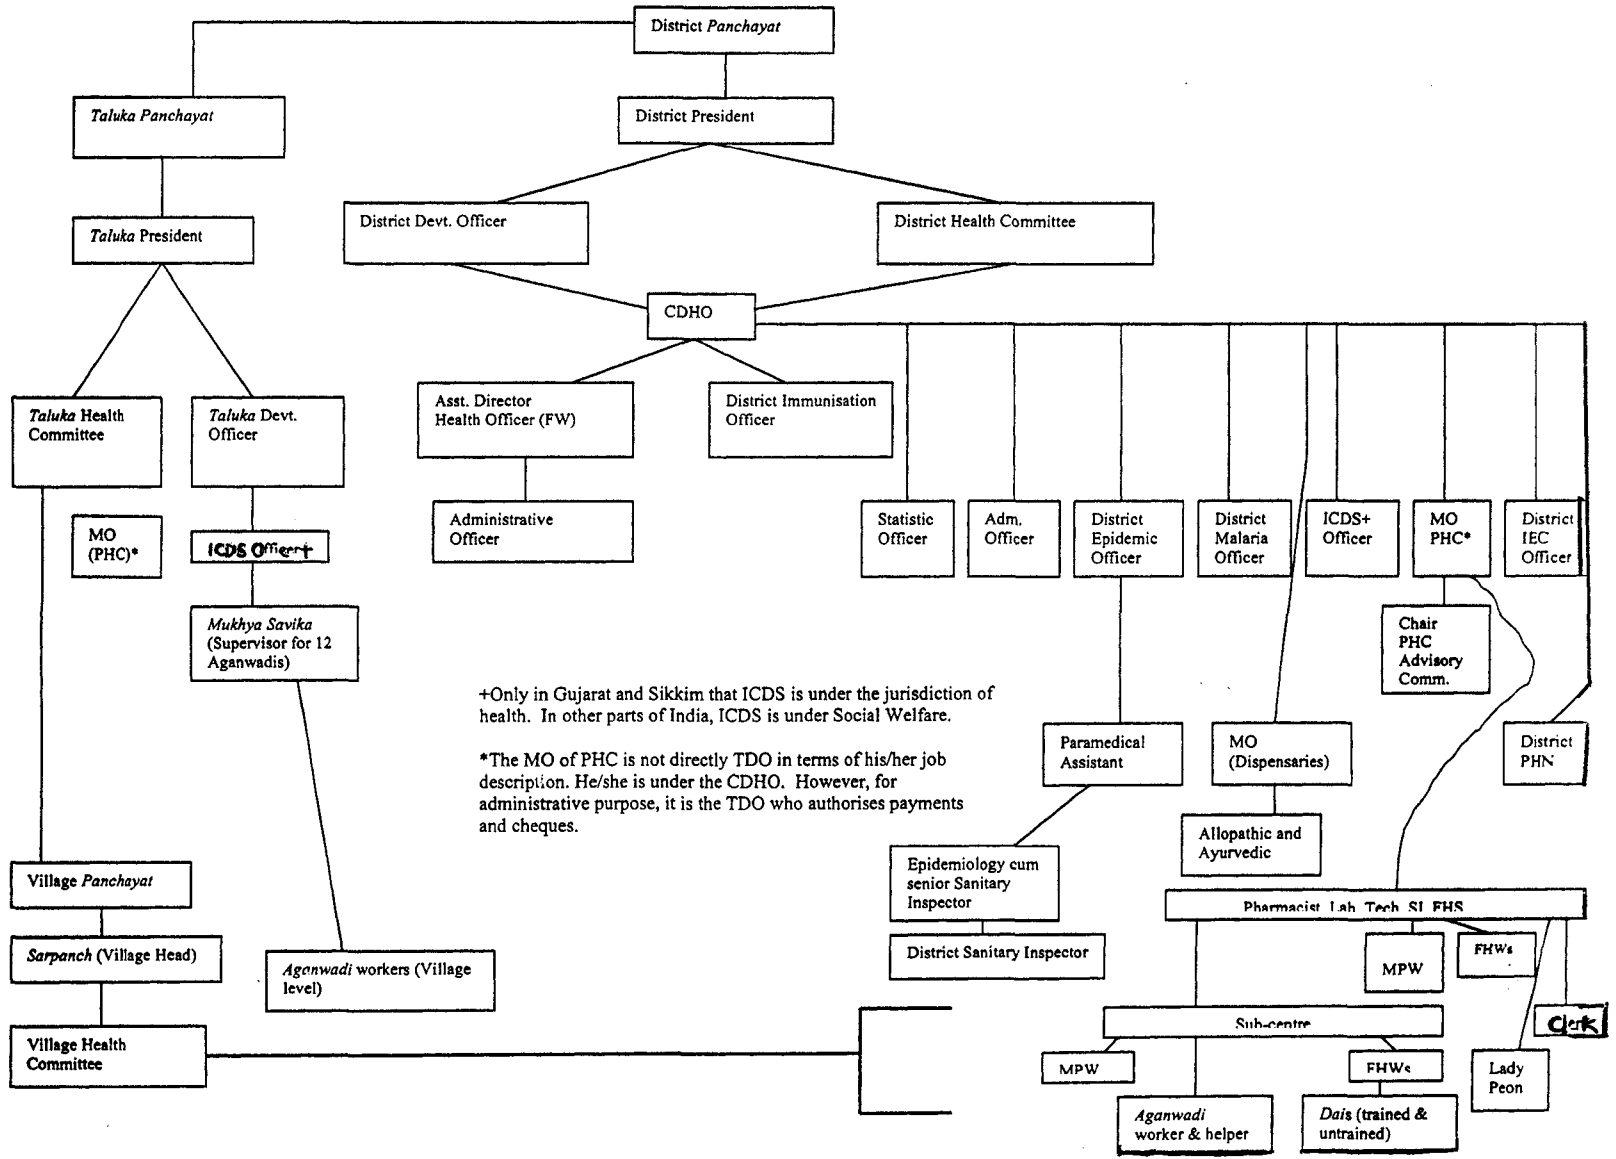 District Panchayat
Taluka Panchayat
District President
Taluka President
District Devt. Officer
District Health Committee
CDHO
Taluka Health
Committee
Taluka Devt.
Officer
Asst. Director
Health Officer (FW)
District Immunisation
Officer
MO
(PHC)*
ICDS Officer+
Administrative
Officer
Statistic
Officer
Adm.
Officer
District
Epidemic
Officer
District
Malaria
Officer
ICDS+
Officer
MO
PHC*
District
IEC
Officer
Mukhya Savika
(Supervisor for 12
Aganwadis)
Chair
PHC
Advisory
Comm.
+Only in Gujarat and Sikkim that ICDS is under the jurisdiction of
health. In other parts of India, ICDS is under Social Welfare.
*The MO of PHC is not directly TDO in terms of his/her job
description. He/she is under the CDHO. However, for
administrative purpose, it is the TDO who authorises payments
and cheques.
Paramedical
Assistant
MO
(Dispensaries)
District
PHN
Allopathic and
Ayurvedic
Village Panchayat
Epidemiology cum
senior Sanitary
Inspector
Pharmacist Lab Tech SI FHS
Sarpanch (Village Head)
Aganwadi workers (Village
level)
District Sanitary Inspector
MPW
FHWs
Village Health
Committee
Sub-centre
Clerk
MPW
FHWs
Lady
Peon
Aganwadi
worker & helper
Dais (trained &
untrained)